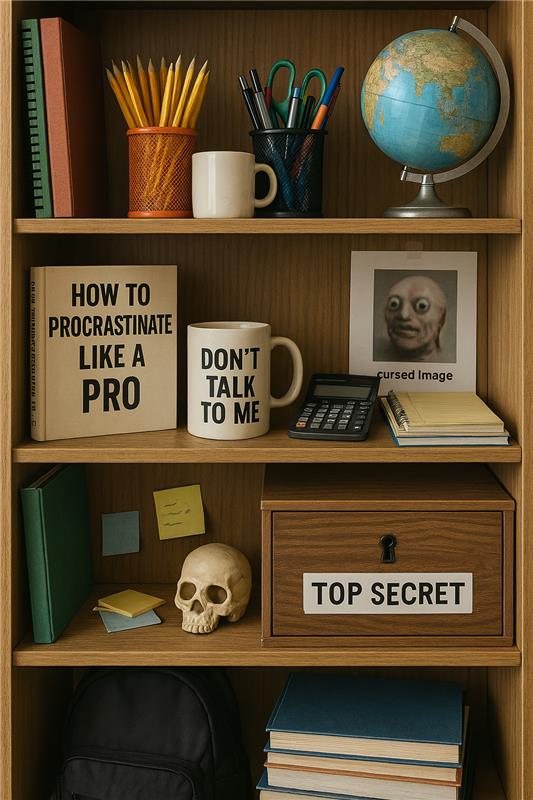 HOW TO
PROCRASTINATE
LIKE A
PRO
DON'T
TALK
TO ME
cursed Image
TOP SECRET